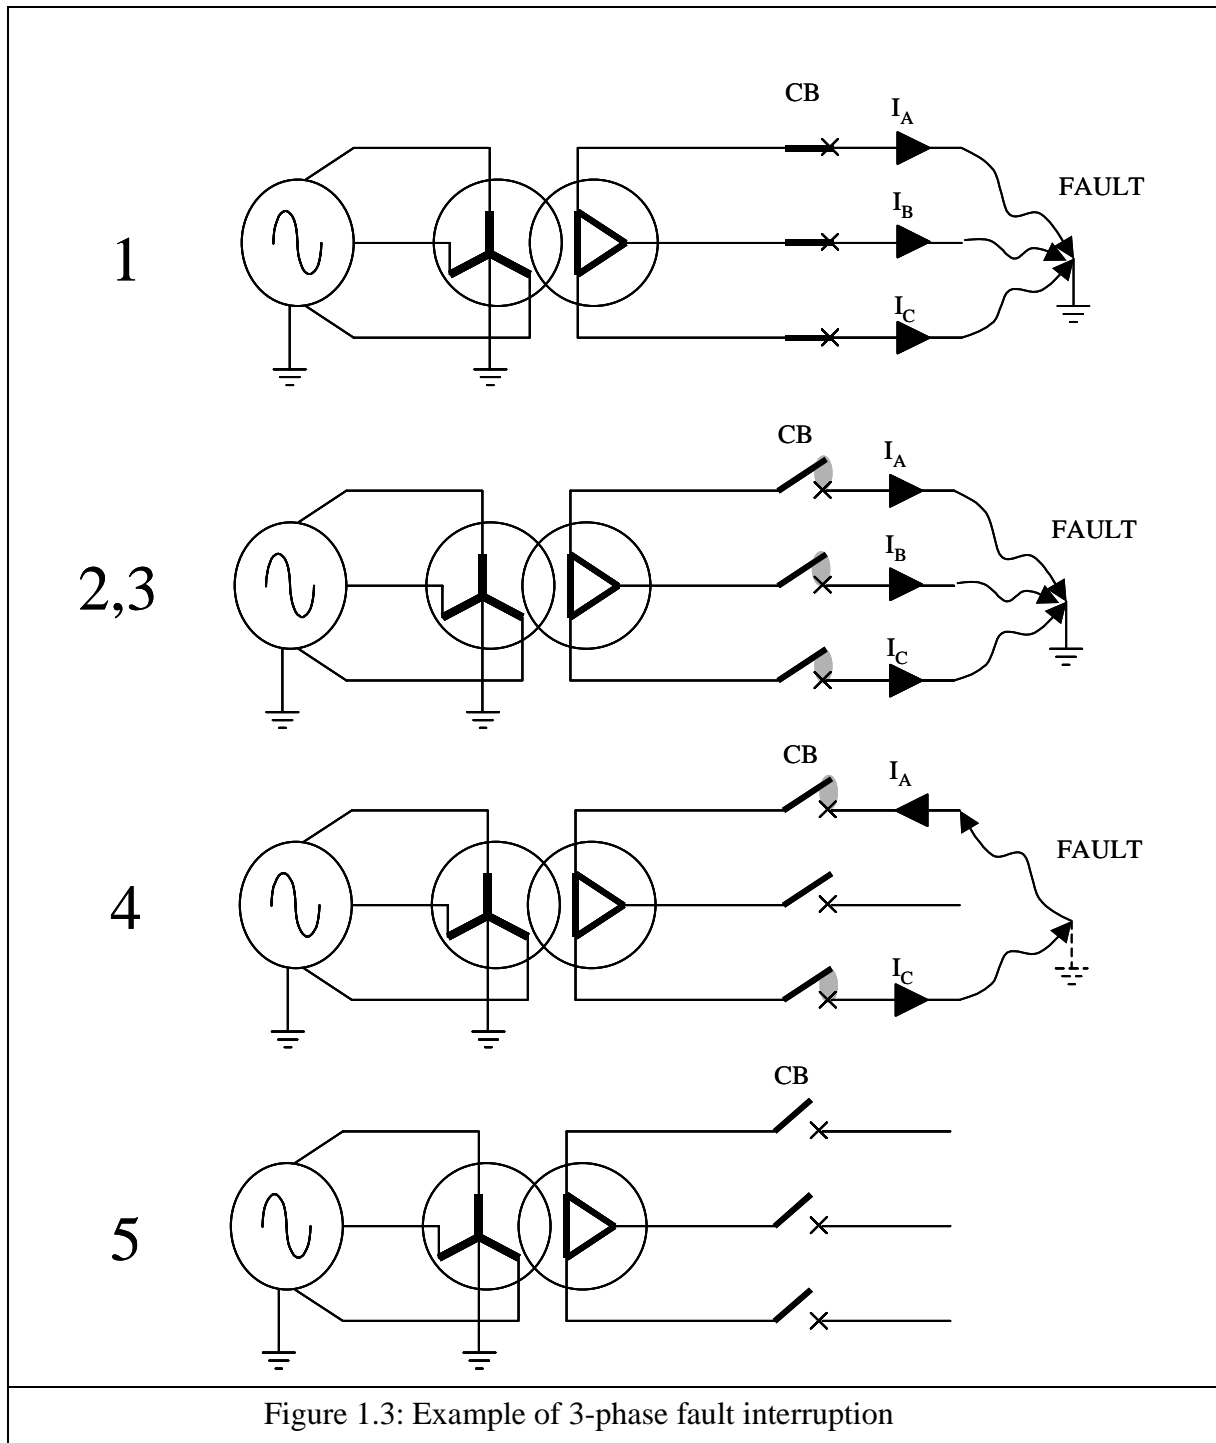 CB
I_A
FAULT
I_B
1
I_C
CB
I_A
FAULT
I_B
2,3
I_C
CB
I_A
FAULT
4
I_C
CB
5
Figure 1.3: Example of 3-phase fault interruption